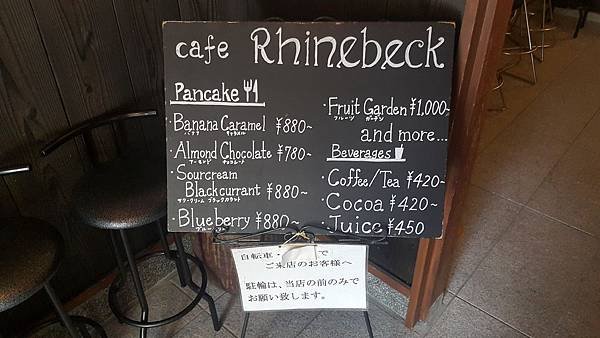 cafe Rhinebeck
Pancake
Banana Caramel ¥880~
バナナ キャラメル
Almond Chocolate ¥780~
アーモンド チョコレート
Sourcream
Blackcurrant ¥880~
サワークリーム ブラックカラント
Blueberry ¥880~
ブルーベリー
Fruit Garden ¥1,000~
フルーツ ガーデン
and more...
Beverages
Coffee/Tea ¥420~
Cocoa ¥420~
Juice ¥450
自転車・ で
ご来店のお客様へ
駐輪は、当店の前のみで
お願い致します。